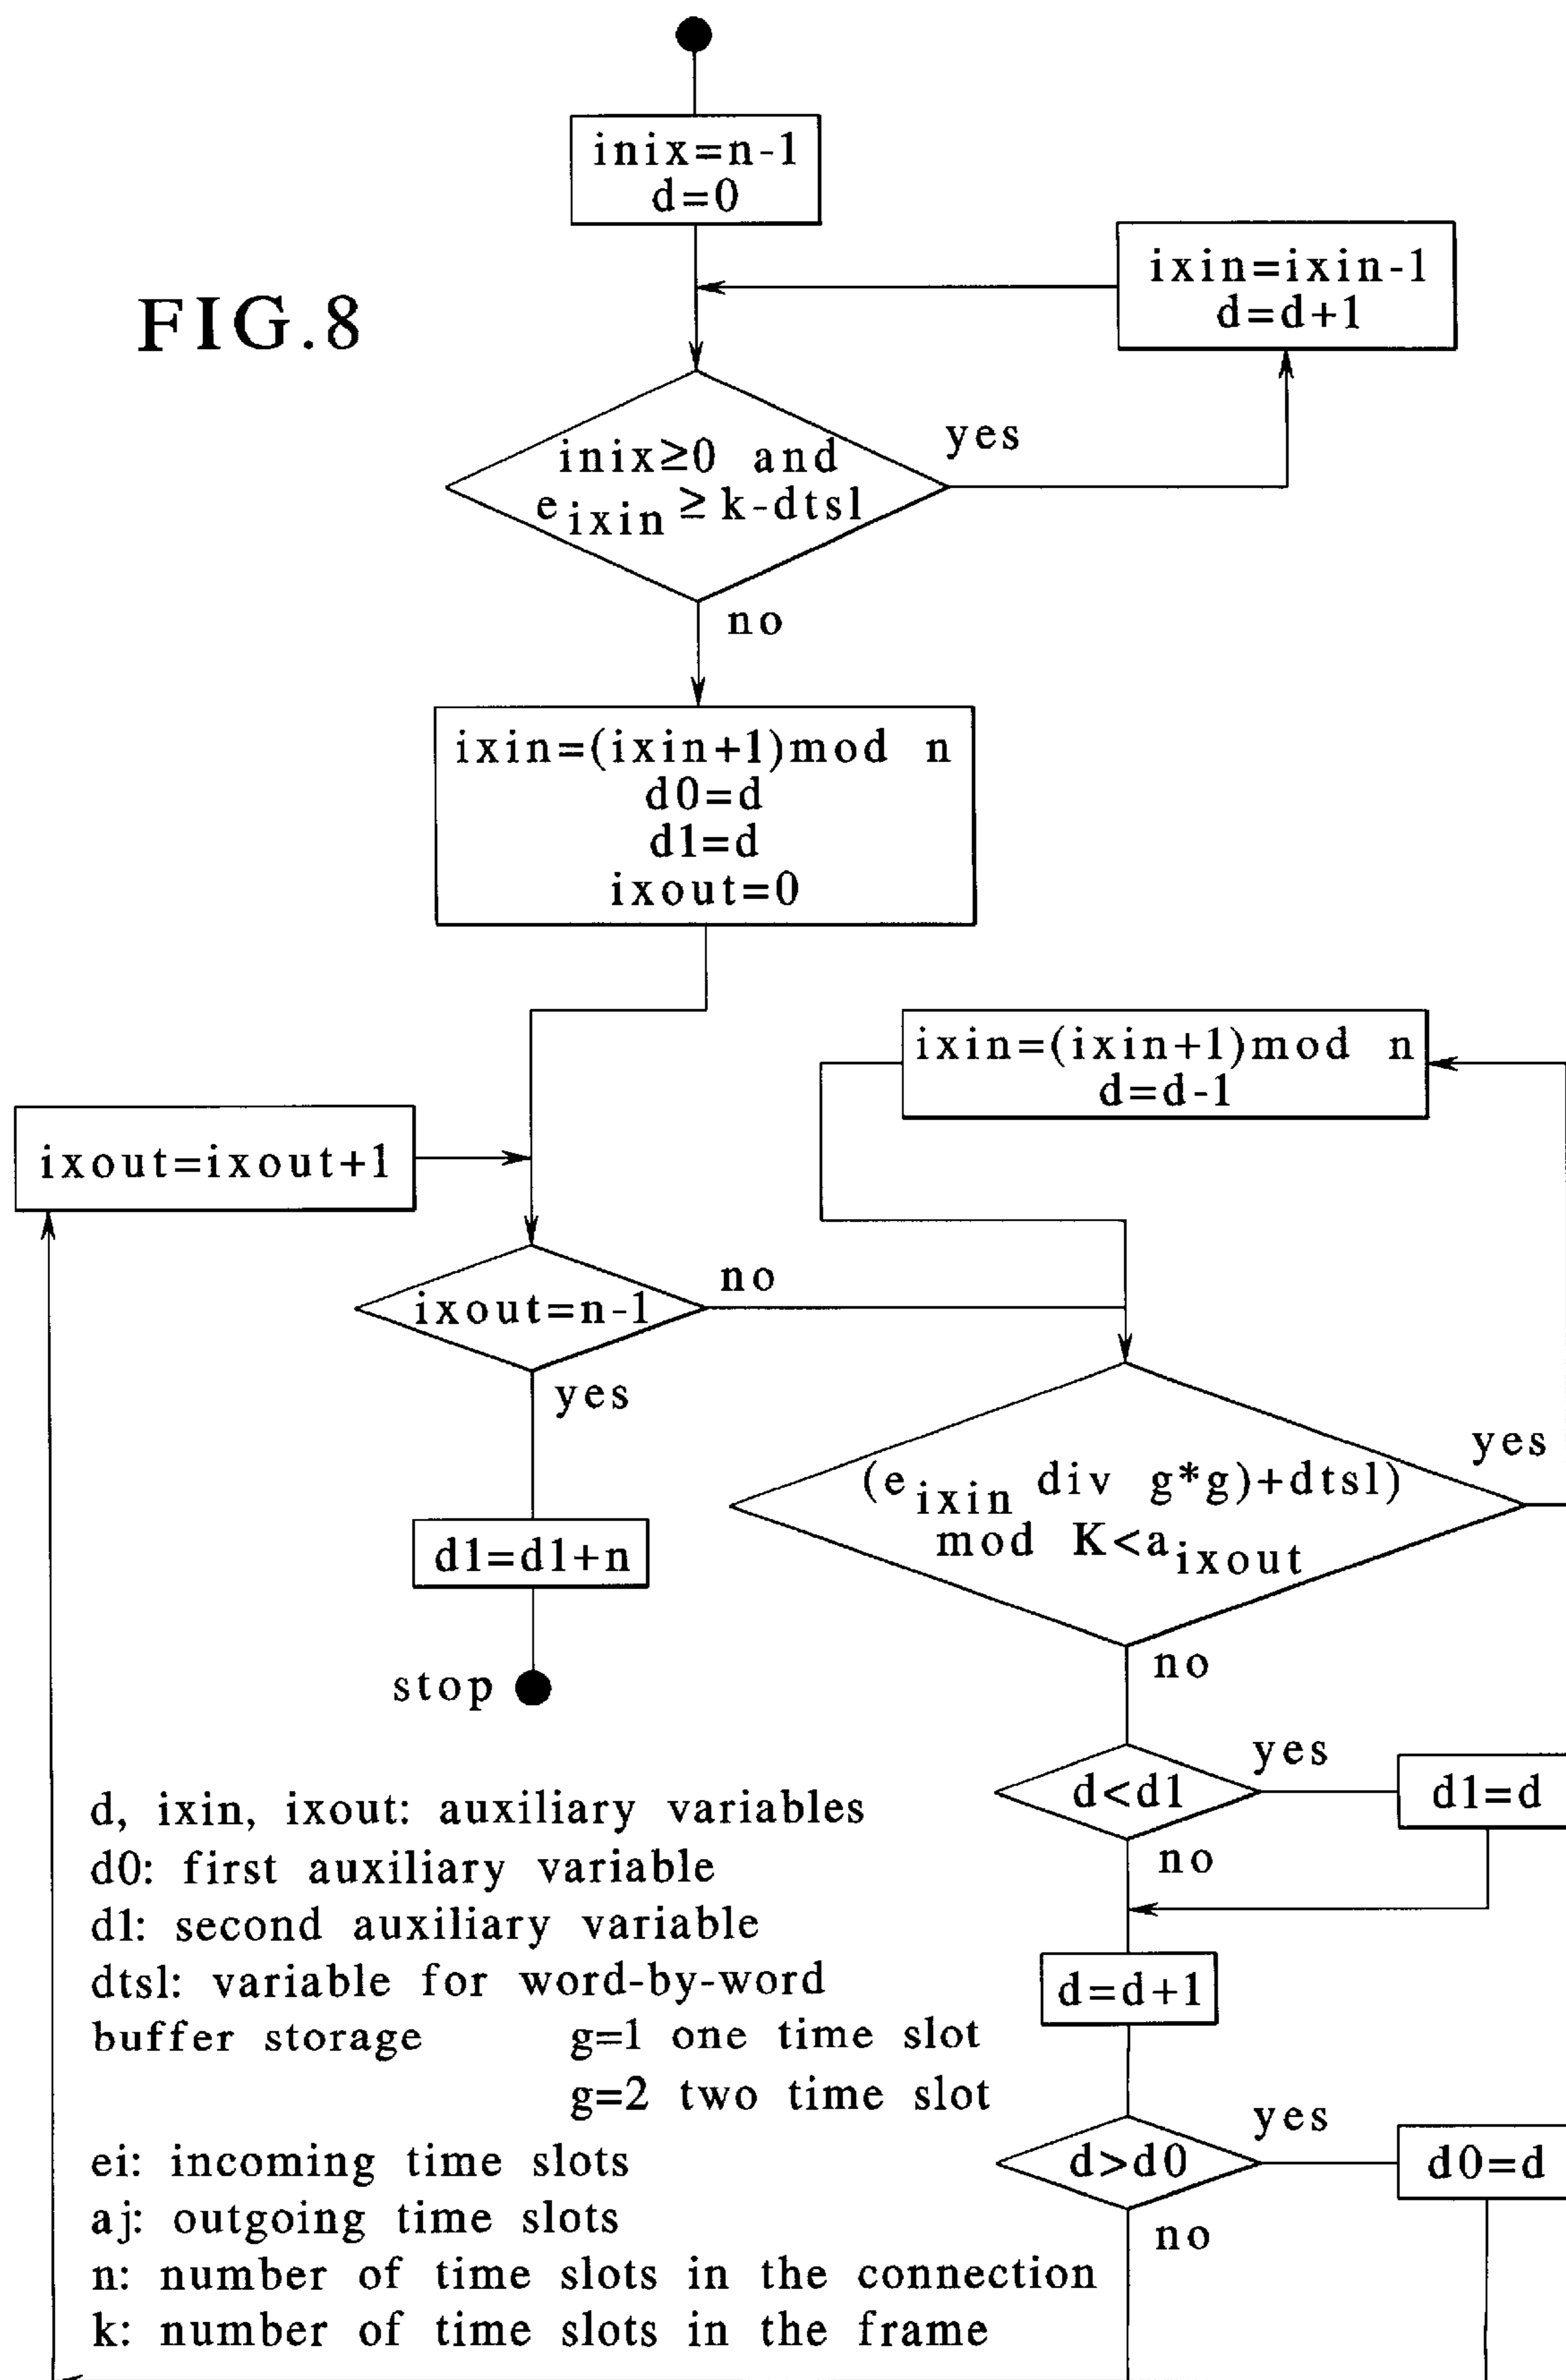 inix=n-1
d=0
ixin=ixin-1
d=d+1
FIG.8
inix≥0 and
eixin≥k-dtsl
yes
no
ixin=(ixin+1)mod n
d0=d
d1=d
ixout=0
ixin=(ixin+1)mod n
d=d-1
ixout=ixout+1
ixout=n-1
no
yes
(eixin div g*g)+dtsl)
mod K<aixout
yes
no
d1=d1+n
stop
d<d1
yes
d1=d
no
d=d+1
d>d0
yes
d0=d
no
d, ixin, ixout: auxiliary variables
d0: first auxiliary variable
d1: second auxiliary variable
dtsl: variable for word-by-word
buffer storage g=1 one time slot
g=2 two time slot
ei: incoming time slots
aj: outgoing time slots
n: number of time slots in the connection
k: number of time slots in the frame